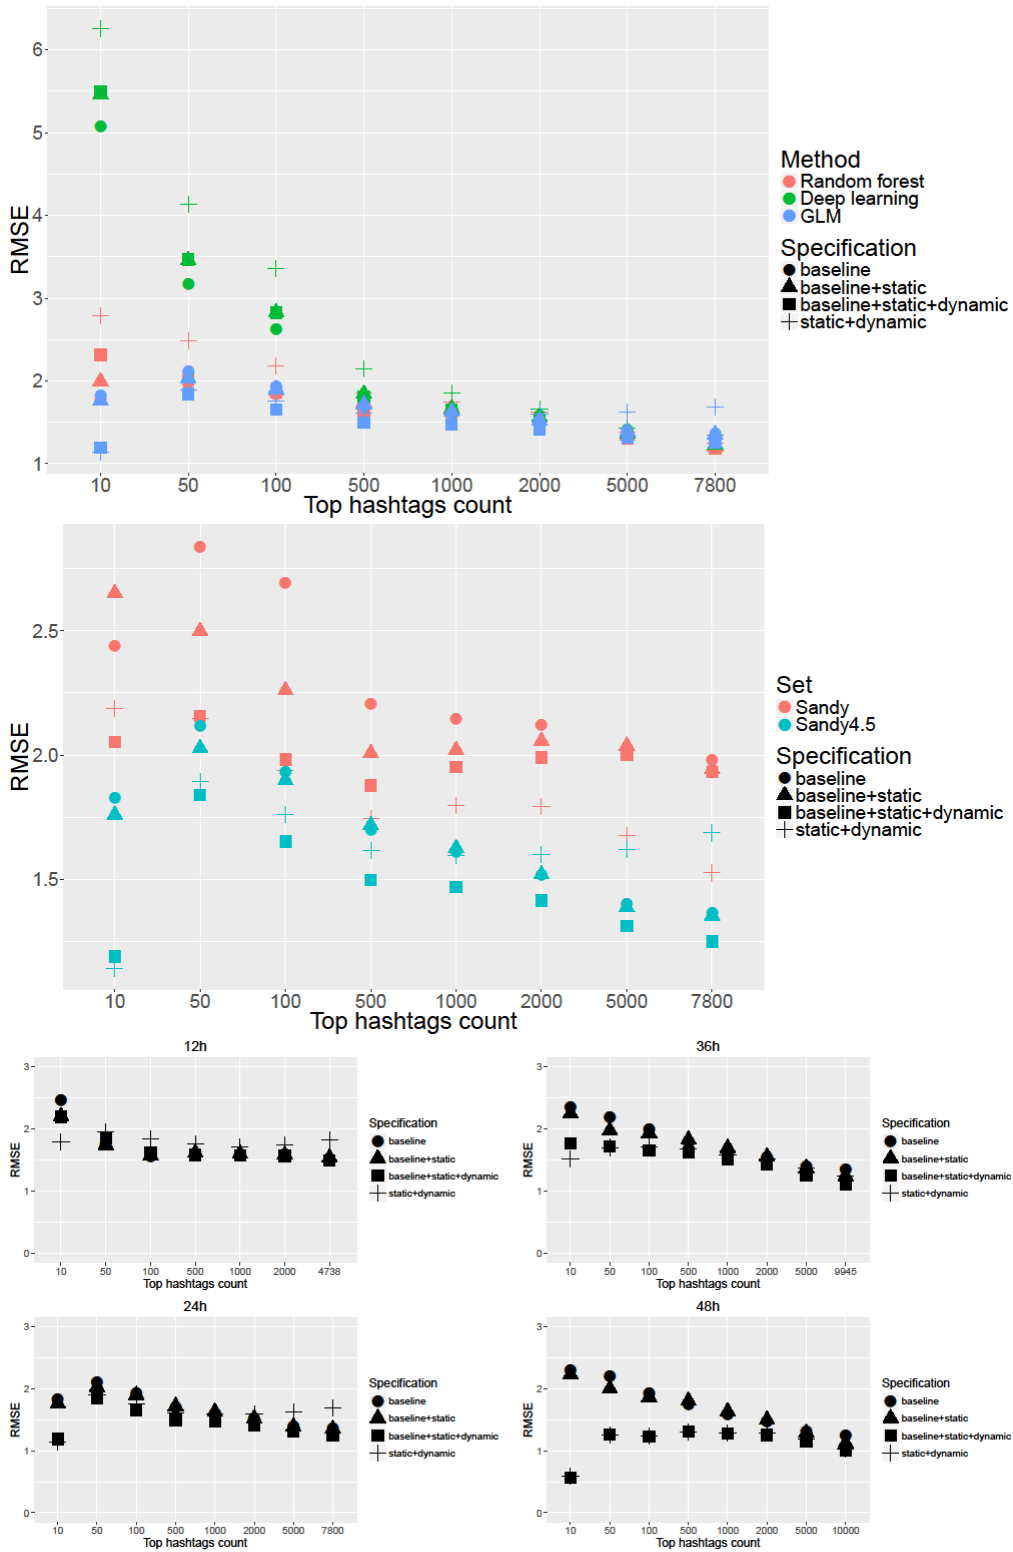 6
5
4
3
2
1
RMSE
10 50 100 500 1000 2000 5000 7800
Top hashtags count
Method
Random forest
Deep learning
GLM
Specification
baseline
baseline+static
baseline+static+dynamic
static+dynamic
2.5
2.0
1.5
RMSE
10 50 100 500 1000 2000 5000 7800
Top hashtags count
Set
Sandy
Sandy4.5
Specification
baseline
baseline+static
baseline+static+dynamic
static+dynamic
12h
3
2
1
0
RMSE
10 50 100 500 1000 2000 4738
Top hashtags count
Specification
baseline
baseline+static
baseline+static+dynamic
static+dynamic
36h
3
2
1
0
RMSE
10 50 100 500 1000 2000 5000 9945
Top hashtags count
Specification
baseline
baseline+static
baseline+static+dynamic
static+dynamic
24h
3
2
1
0
RMSE
10 50 100 500 1000 2000 5000 7800
Top hashtags count
Specification
baseline
baseline+static
baseline+static+dynamic
static+dynamic
48h
3
2
1
0
RMSE
10 50 100 500 1000 2000 5000 10000
Top hashtags count
Specification
baseline
baseline+static
baseline+static+dynamic
static+dynamic